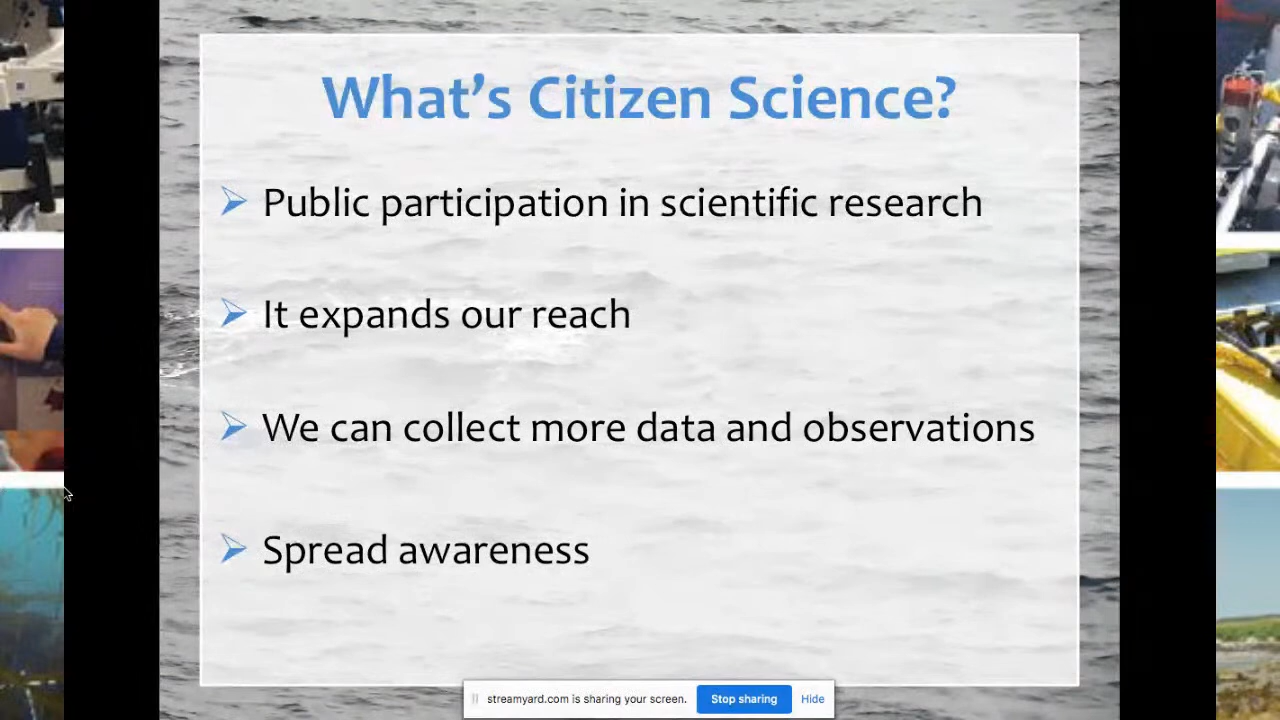 What's Citizen Science?
Public participation in scientific research
It expands our reach
We can collect more data and observations
Spread awareness
streamyard.com is sharing your screen. Stop sharing Hide